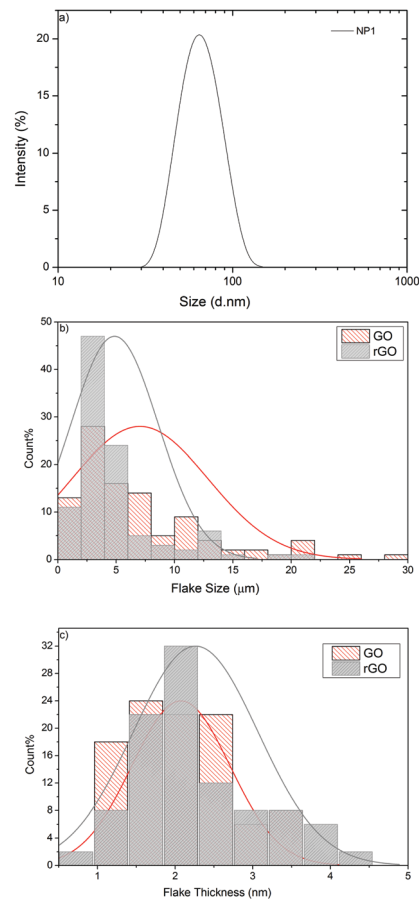 a)
NP1
20
15
10
5
0
Intensity (%)
10 100 1000
Size (d.nm)
b)
GO
rGO
50
40
30
20
10
0
Count%
0 5 10 15 20 25 30
Flake Size (μm)
c)
GO
rGO
32
28
24
20
16
12
8
4
0
Count%
1 2 3 4 5
Flake Thickness (nm)